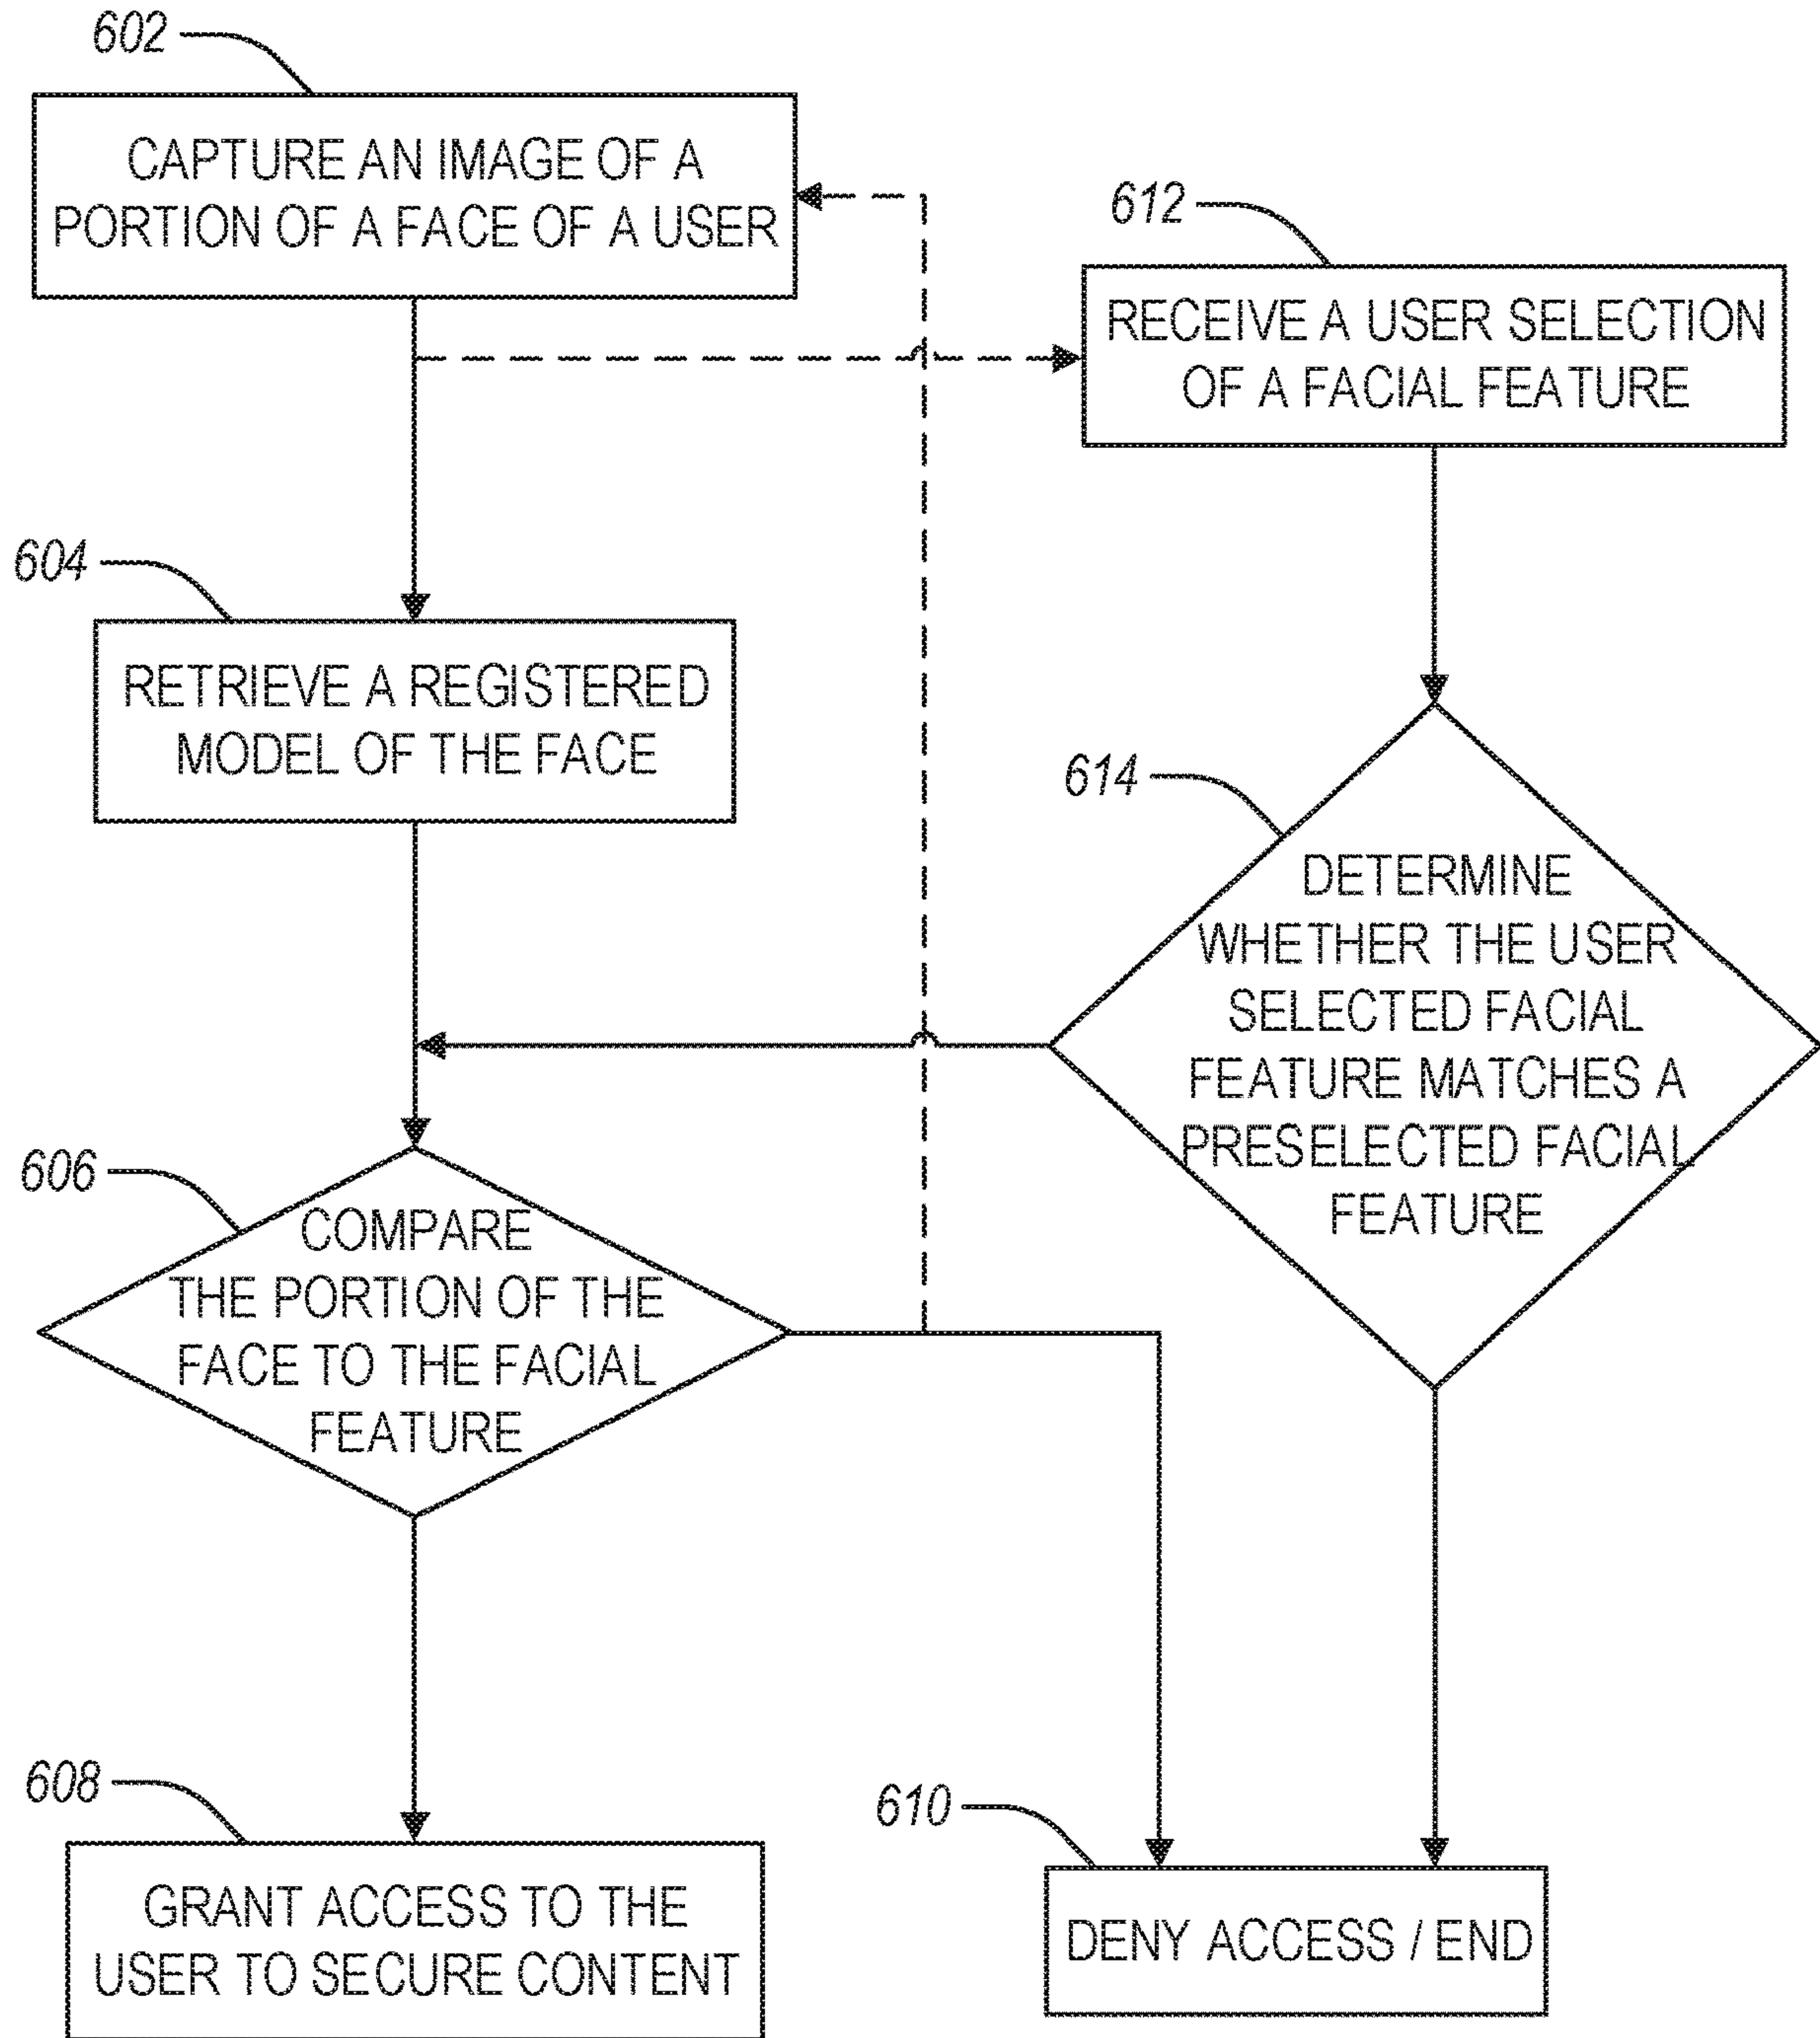 602
CAPTURE AN IMAGE OF A
PORTION OF A FACE OF A USER
612
RECEIVE A USER SELECTION
OF A FACIAL FEATURE
604
RETRIEVE A REGISTERED
MODEL OF THE FACE
614
DETERMINE
WHETHER THE USER
SELECTED FACIAL
FEATURE MATCHES A
PRESELECTED FACIAL
FEATURE
606
COMPARE
THE PORTION OF THE
FACE TO THE FACIAL
FEATURE
608
GRANT ACCESS TO THE
USER TO SECURE CONTENT
610
DENY ACCESS / END